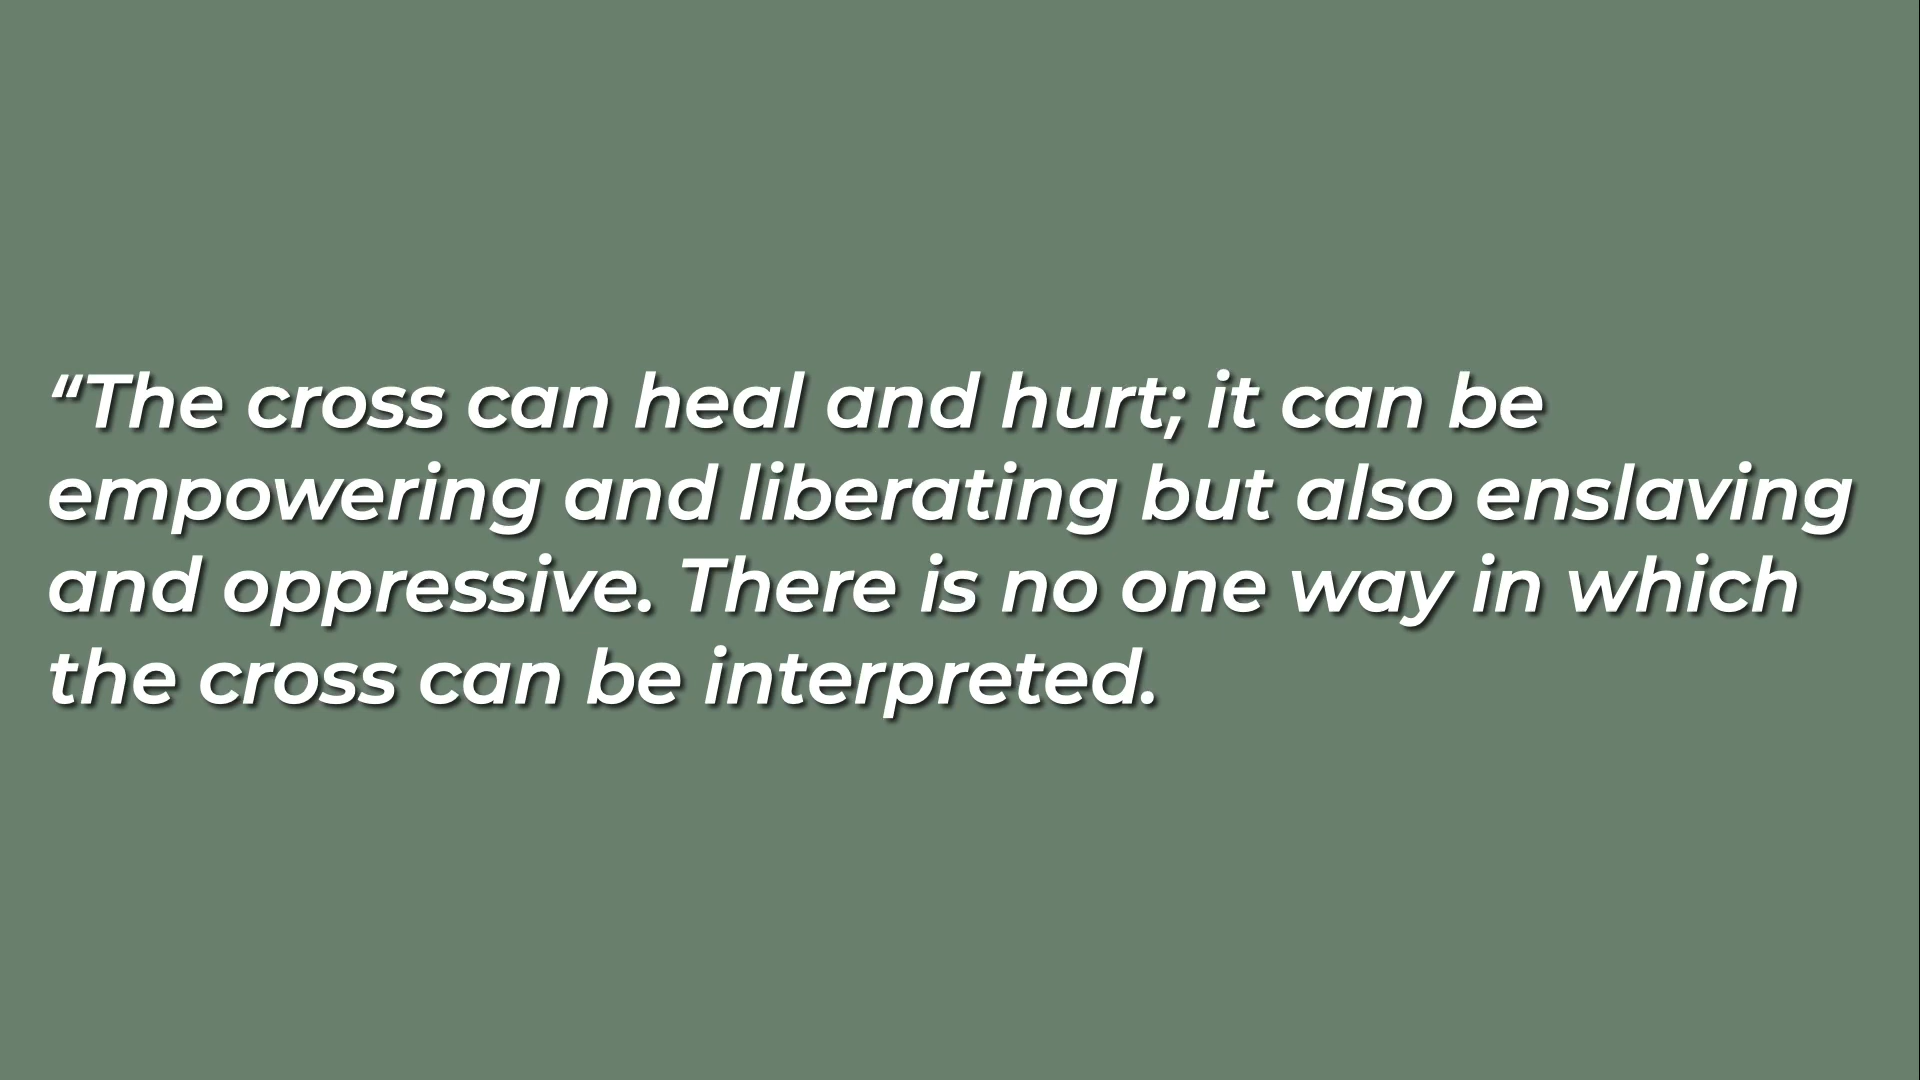 “The cross can heal and hurt; it can be
empowering and liberating but also enslaving
and oppressive. There is no one way in which
the cross can be interpreted.